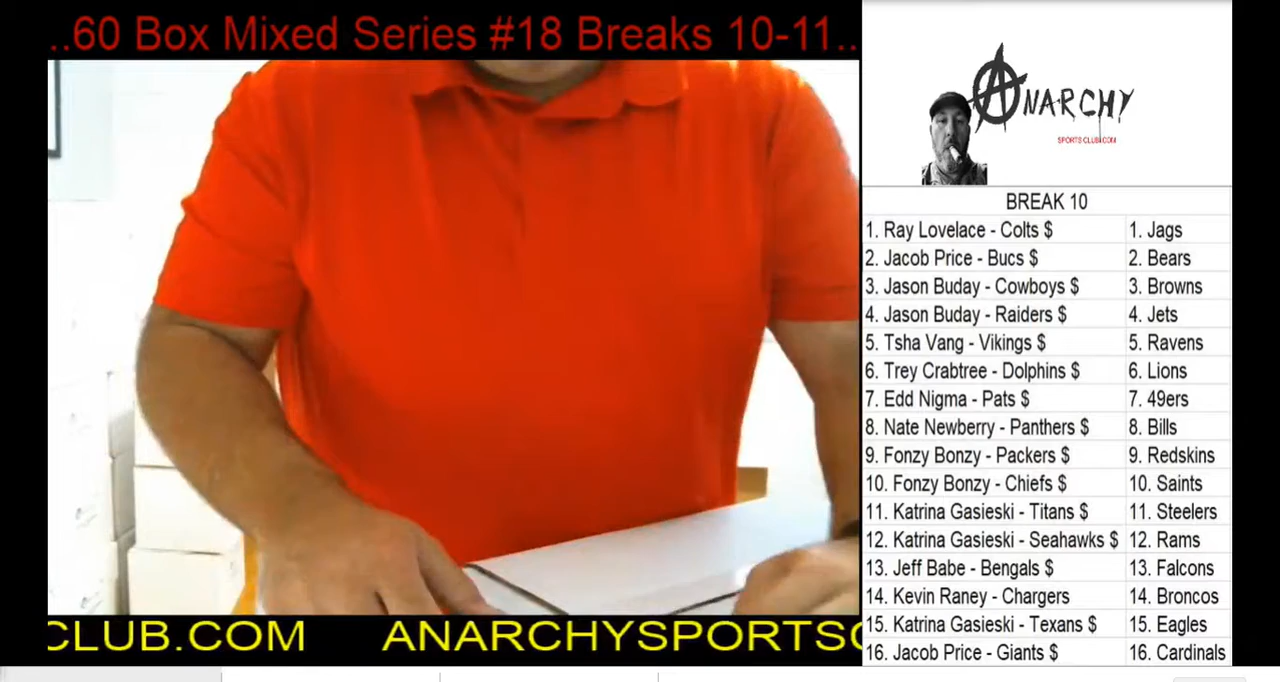 ..60 Box Mixed Series #18 Breaks 10-11..
ANARCHY
SPORTS CLUB.COM
BREAK 10
1. Ray Lovelace - Colts $ 1. Jags
2. Jacob Price - Bucs $ 2. Bears
3. Jason Buday - Cowboys $ 3. Browns
4. Jason Buday - Raiders $ 4. Jets
5. Tsha Vang - Vikings $ 5. Ravens
6. Trey Crabtree - Dolphins $ 6. Lions
7. Edd Nigma - Pats $ 7. 49ers
8. Nate Newberry - Panthers $ 8. Bills
9. Fonzy Bonzy - Packers $ 9. Redskins
10. Fonzy Bonzy - Chiefs $ 10. Saints
11. Katrina Gasieski - Titans $ 11. Steelers
12. Katrina Gasieski - Seahawks $ 12. Rams
13. Jeff Babe - Bengals $ 13. Falcons
14. Kevin Raney - Chargers 14. Broncos
15. Katrina Gasieski - Texans $ 15. Eagles
16. Jacob Price - Giants $ 16. Cardinals
CLUB.COM ANARCHYSPORTSC